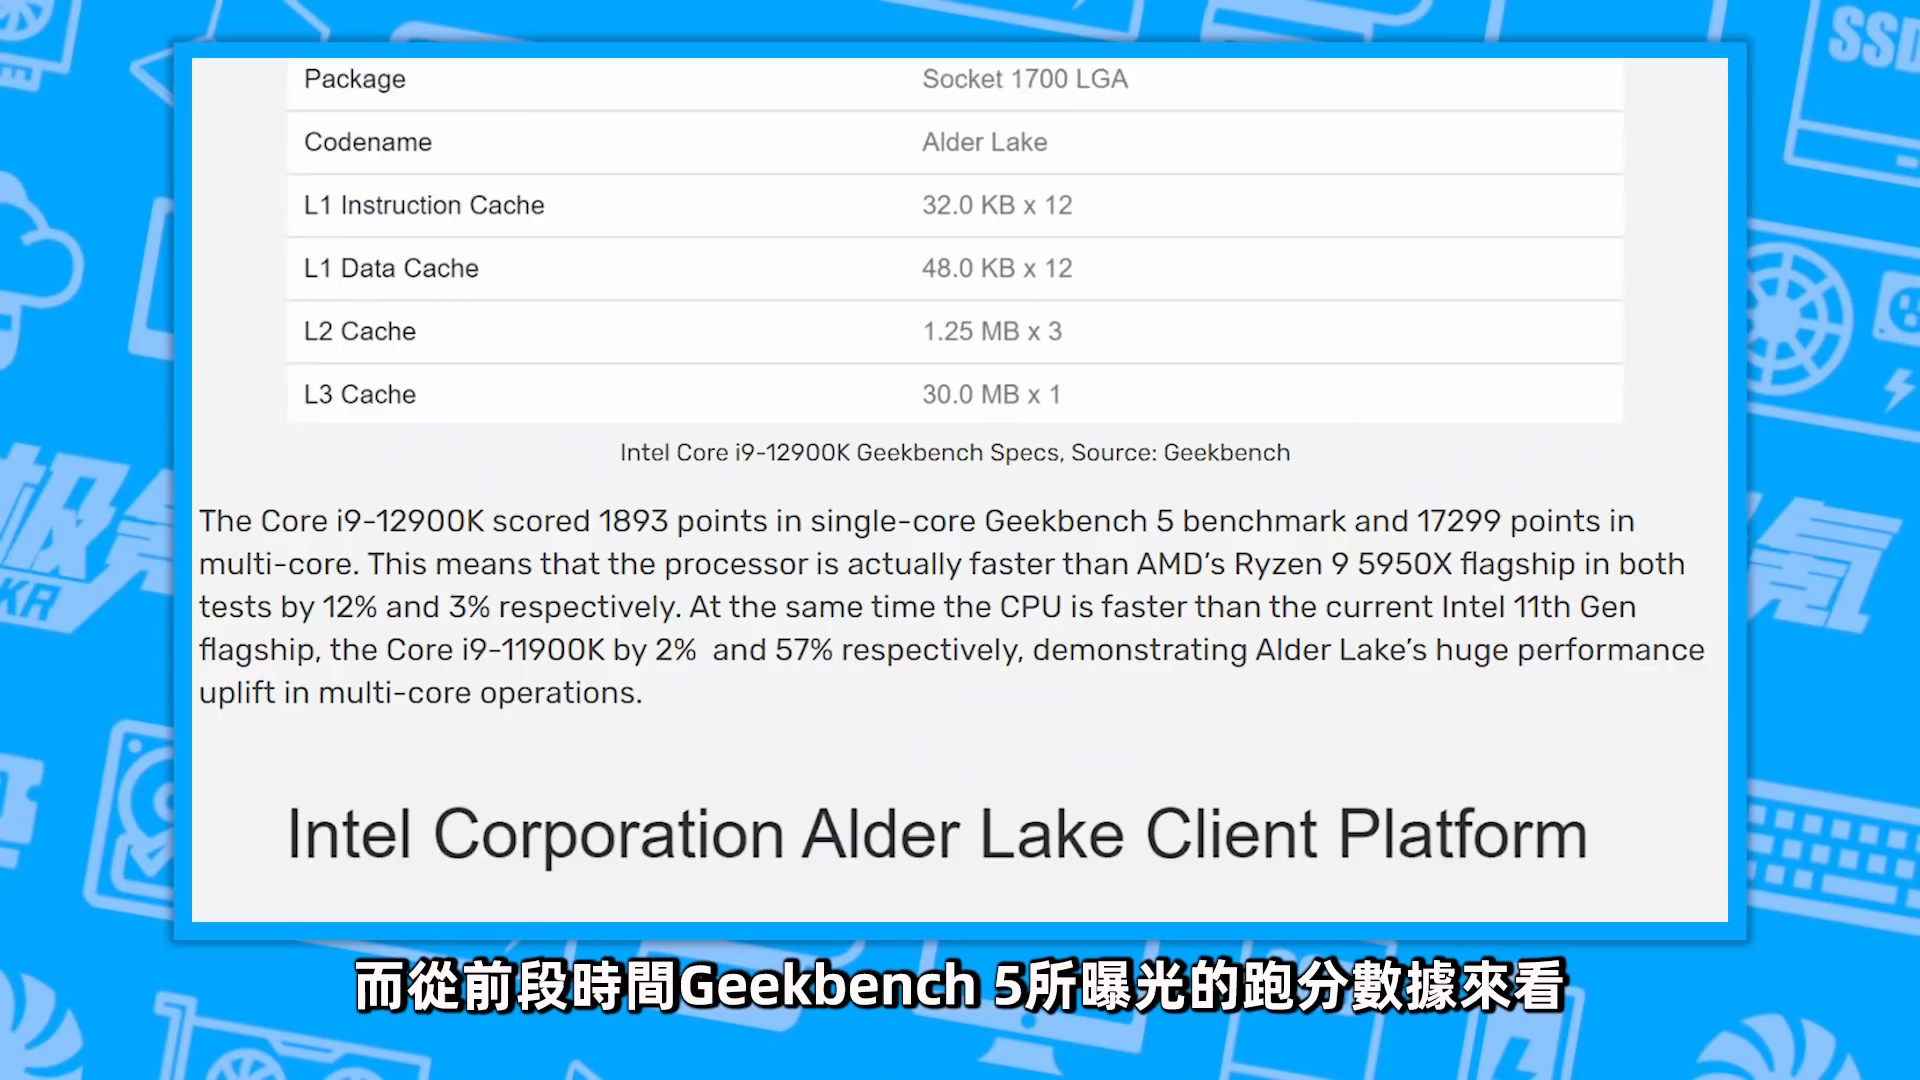 SSD
Package Socket 1700 LGA
Codename Alder Lake
L1 Instruction Cache 32.0 KB x 12
L1 Data Cache 48.0 KB x 12
L2 Cache 1.25 MB x 3
L3 Cache 30.0 MB x 1
Intel Core i9-12900K Geekbench Specs, Source: Geekbench
The Core i9-12900K scored 1893 points in single-core Geekbench 5 benchmark and 17299 points in
multi-core. This means that the processor is actually faster than AMD’s Ryzen 9 5950X flagship in both
tests by 12% and 3% respectively. At the same time the CPU is faster than the current Intel 11th Gen
flagship, the Core i9-11900K by 2%  and 57% respectively, demonstrating Alder Lake’s huge performance
uplift in multi-core operations.
极氪
KR
Intel Corporation Alder Lake Client Platform
而從前段時間Geekbench 5所曝光的跑分數據來看